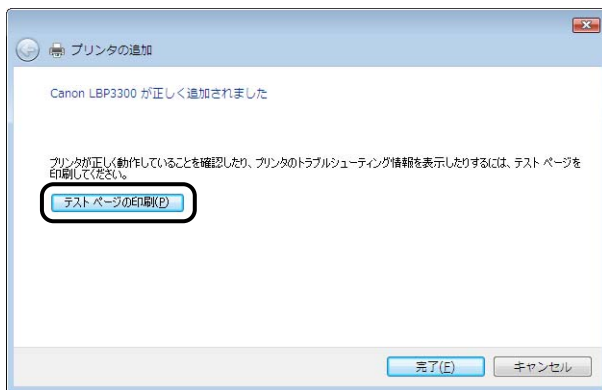 プリンタの追加
Canon LBP3300 が正しく追加されました
プリンタが正しく動作していることを確認したり、プリンタのトラブルシューティング情報を表示したりするには、テスト ページを
印刷してください。
テスト ページの印刷(P)
完了(F)
キャンセル